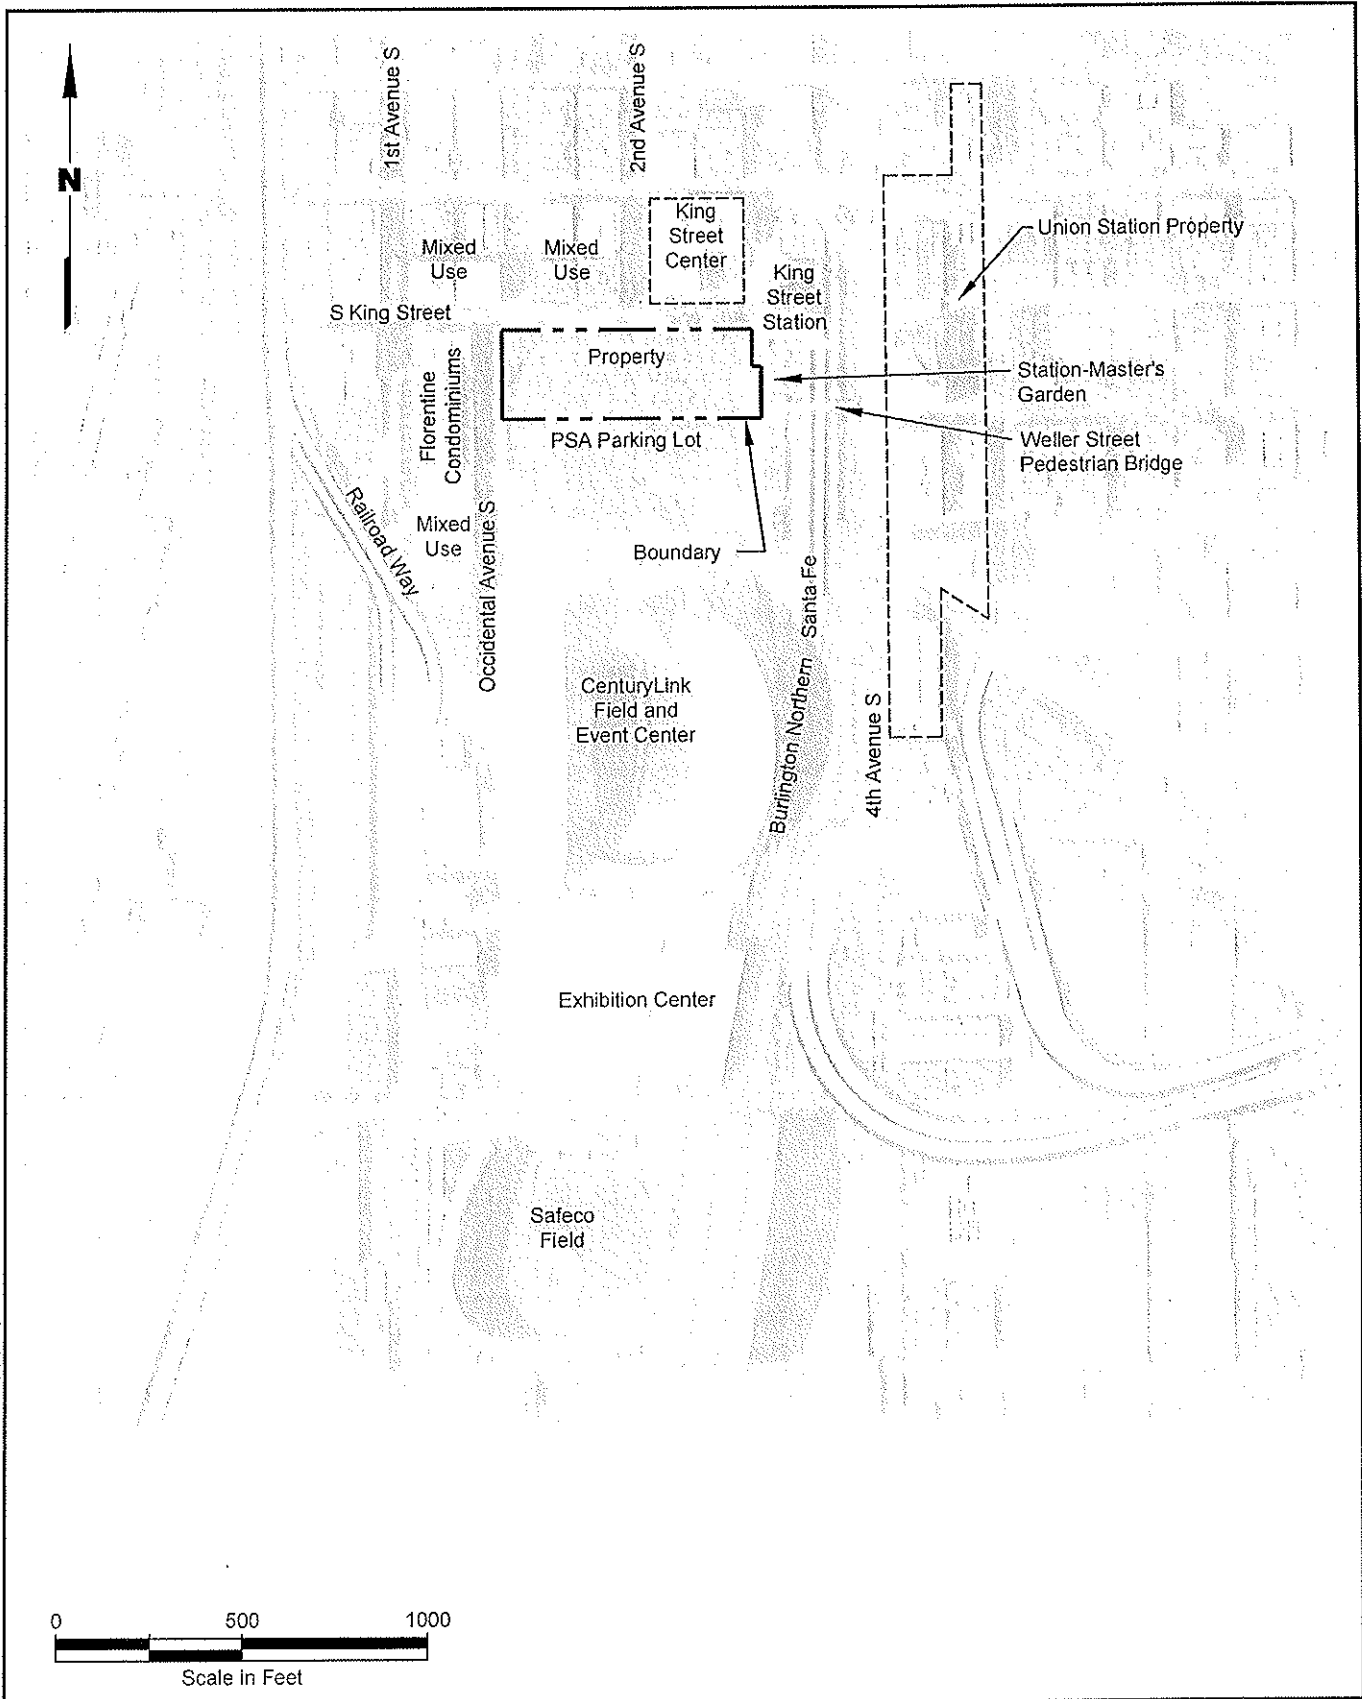 1st Avenue S
2nd Avenue S
N
King
Street
Center
Union Station Property
Mixed
Use
Mixed
Use
King
Street
Station
S King Street
Property
Station-Master's
Garden
Florentine
Condominiums
PSA Parking Lot
Weller Street
Pedestrian Bridge
Railroad Way
Mixed
Use
Occidental Avenue S
Boundary
Burlington Northern Santa Fe
CenturyLink
Field and
Event Center
4th Avenue S
Exhibition Center
Safeco
Field
0 500 1000
Scale in Feet